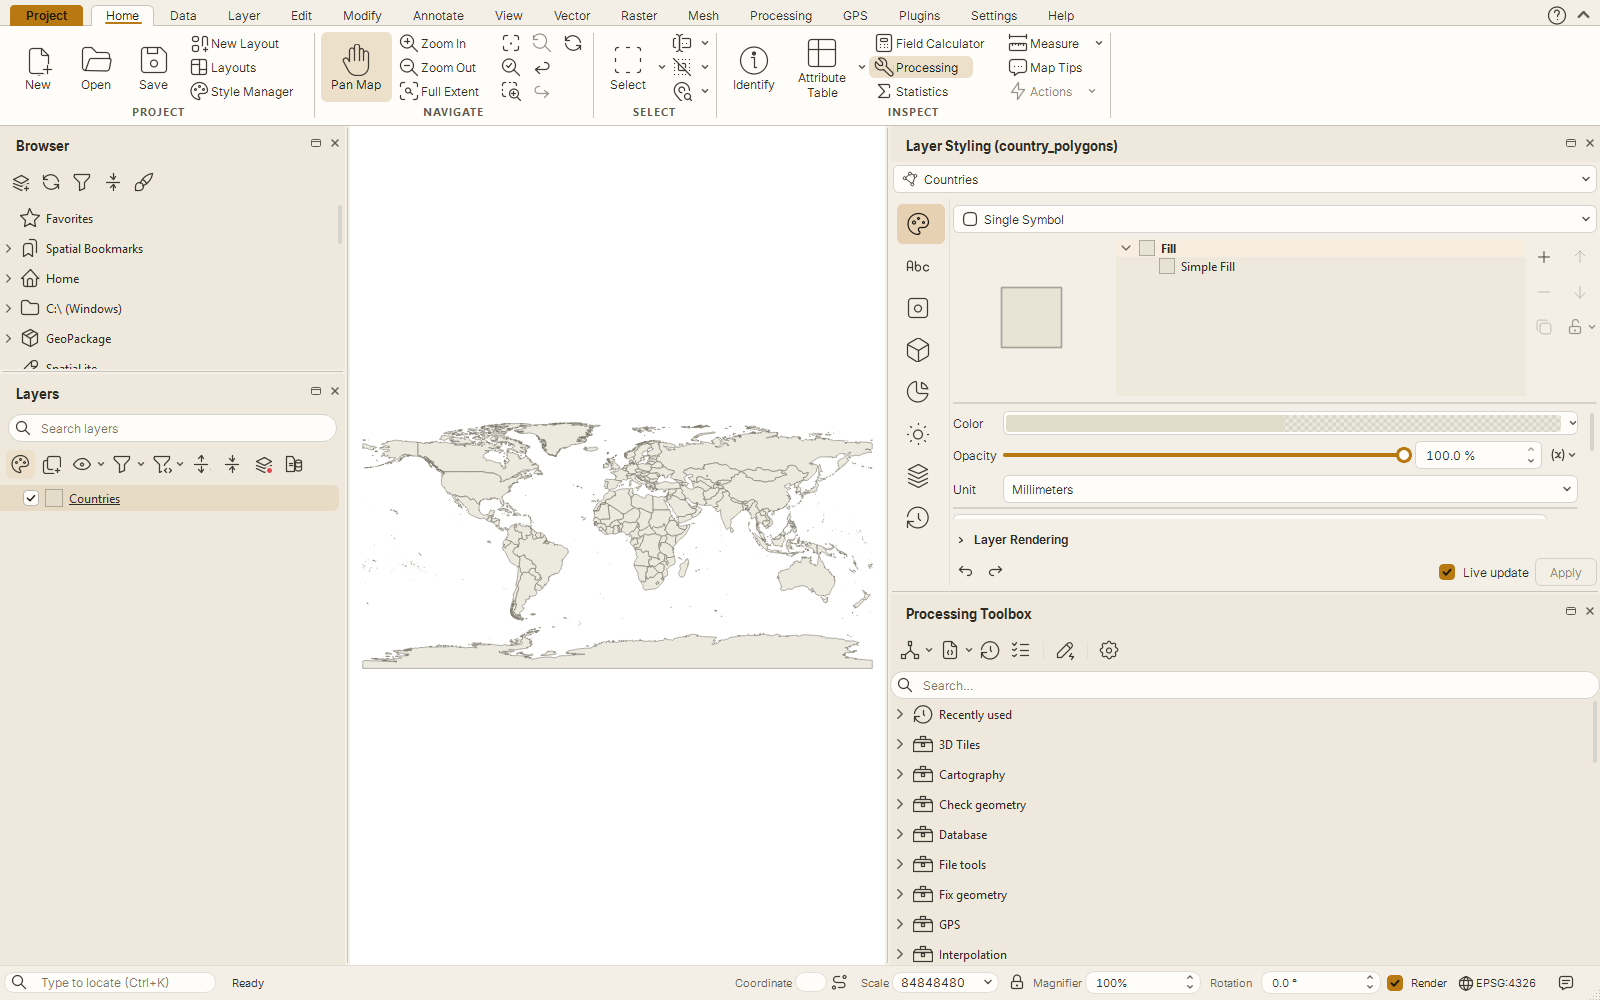 Project Home Data Layer Edit Modify Annotate View Vector Raster Mesh Processing GPS Plugins Settings Help
New Open Save
New Layout
Layouts
Style Manager
PROJECT
Pan Map
Zoom In
Zoom Out
Full Extent
NAVIGATE
Select
SELECT
Identify
Attribute
Table
Field Calculator
Processing
Statistics
Measure
Map Tips
Actions
INSPECT
Browser
Favorites
Spatial Bookmarks
Home
C:\ (Windows)
GeoPackage
SpatiaLite
Layers
Search layers
Countries
Layer Styling (country_polygons)
Countries
Abc
Single Symbol
Fill
Simple Fill
Color
Opacity 100.0 %
Unit Millimeters
Layer Rendering
Live update Apply
Processing Toolbox
Search...
Recently used
3D Tiles
Cartography
Check geometry
Database
File tools
Fix geometry
GPS
Interpolation
Type to locate (Ctrl+K) Ready Coordinate Scale 84848480 Magnifier 100% Rotation 0.0 ° Render EPSG:4326